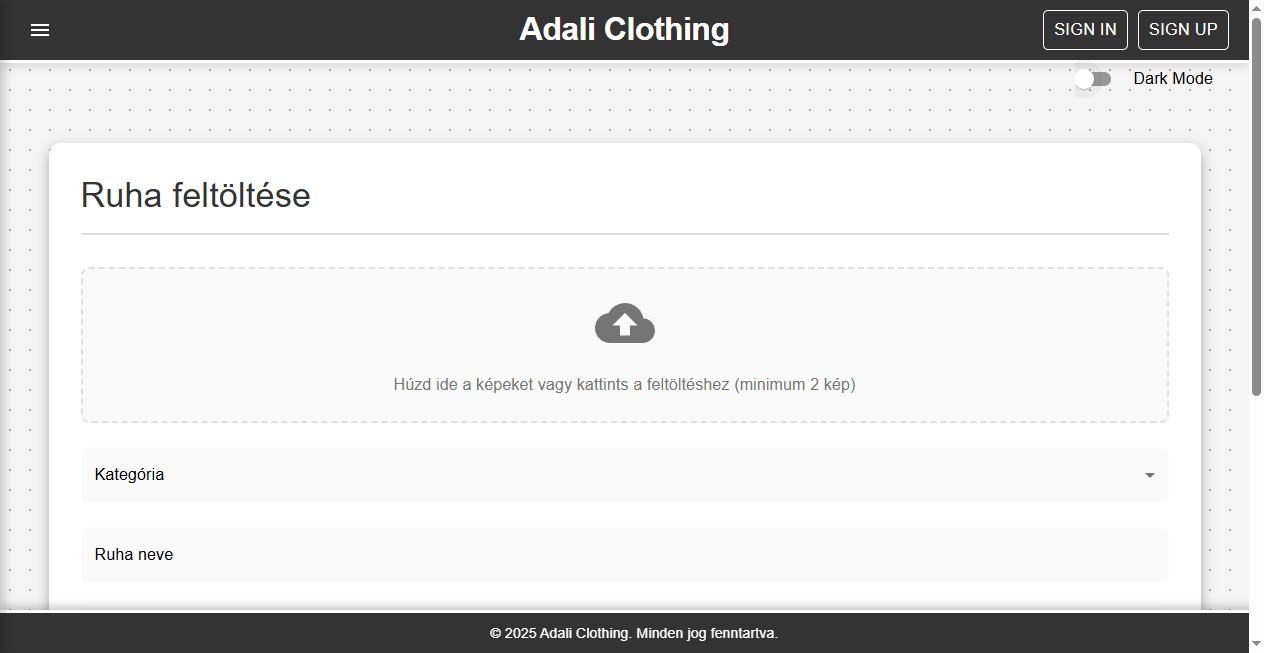 Adali Clothing
SIGN IN
SIGN UP
Dark Mode
Ruha feltöltése
Húzd ide a képeket vagy kattints a feltöltéshez (minimum 2 kép)
Kategória
Ruha neve
© 2025 Adali Clothing. Minden jog fenntartva.